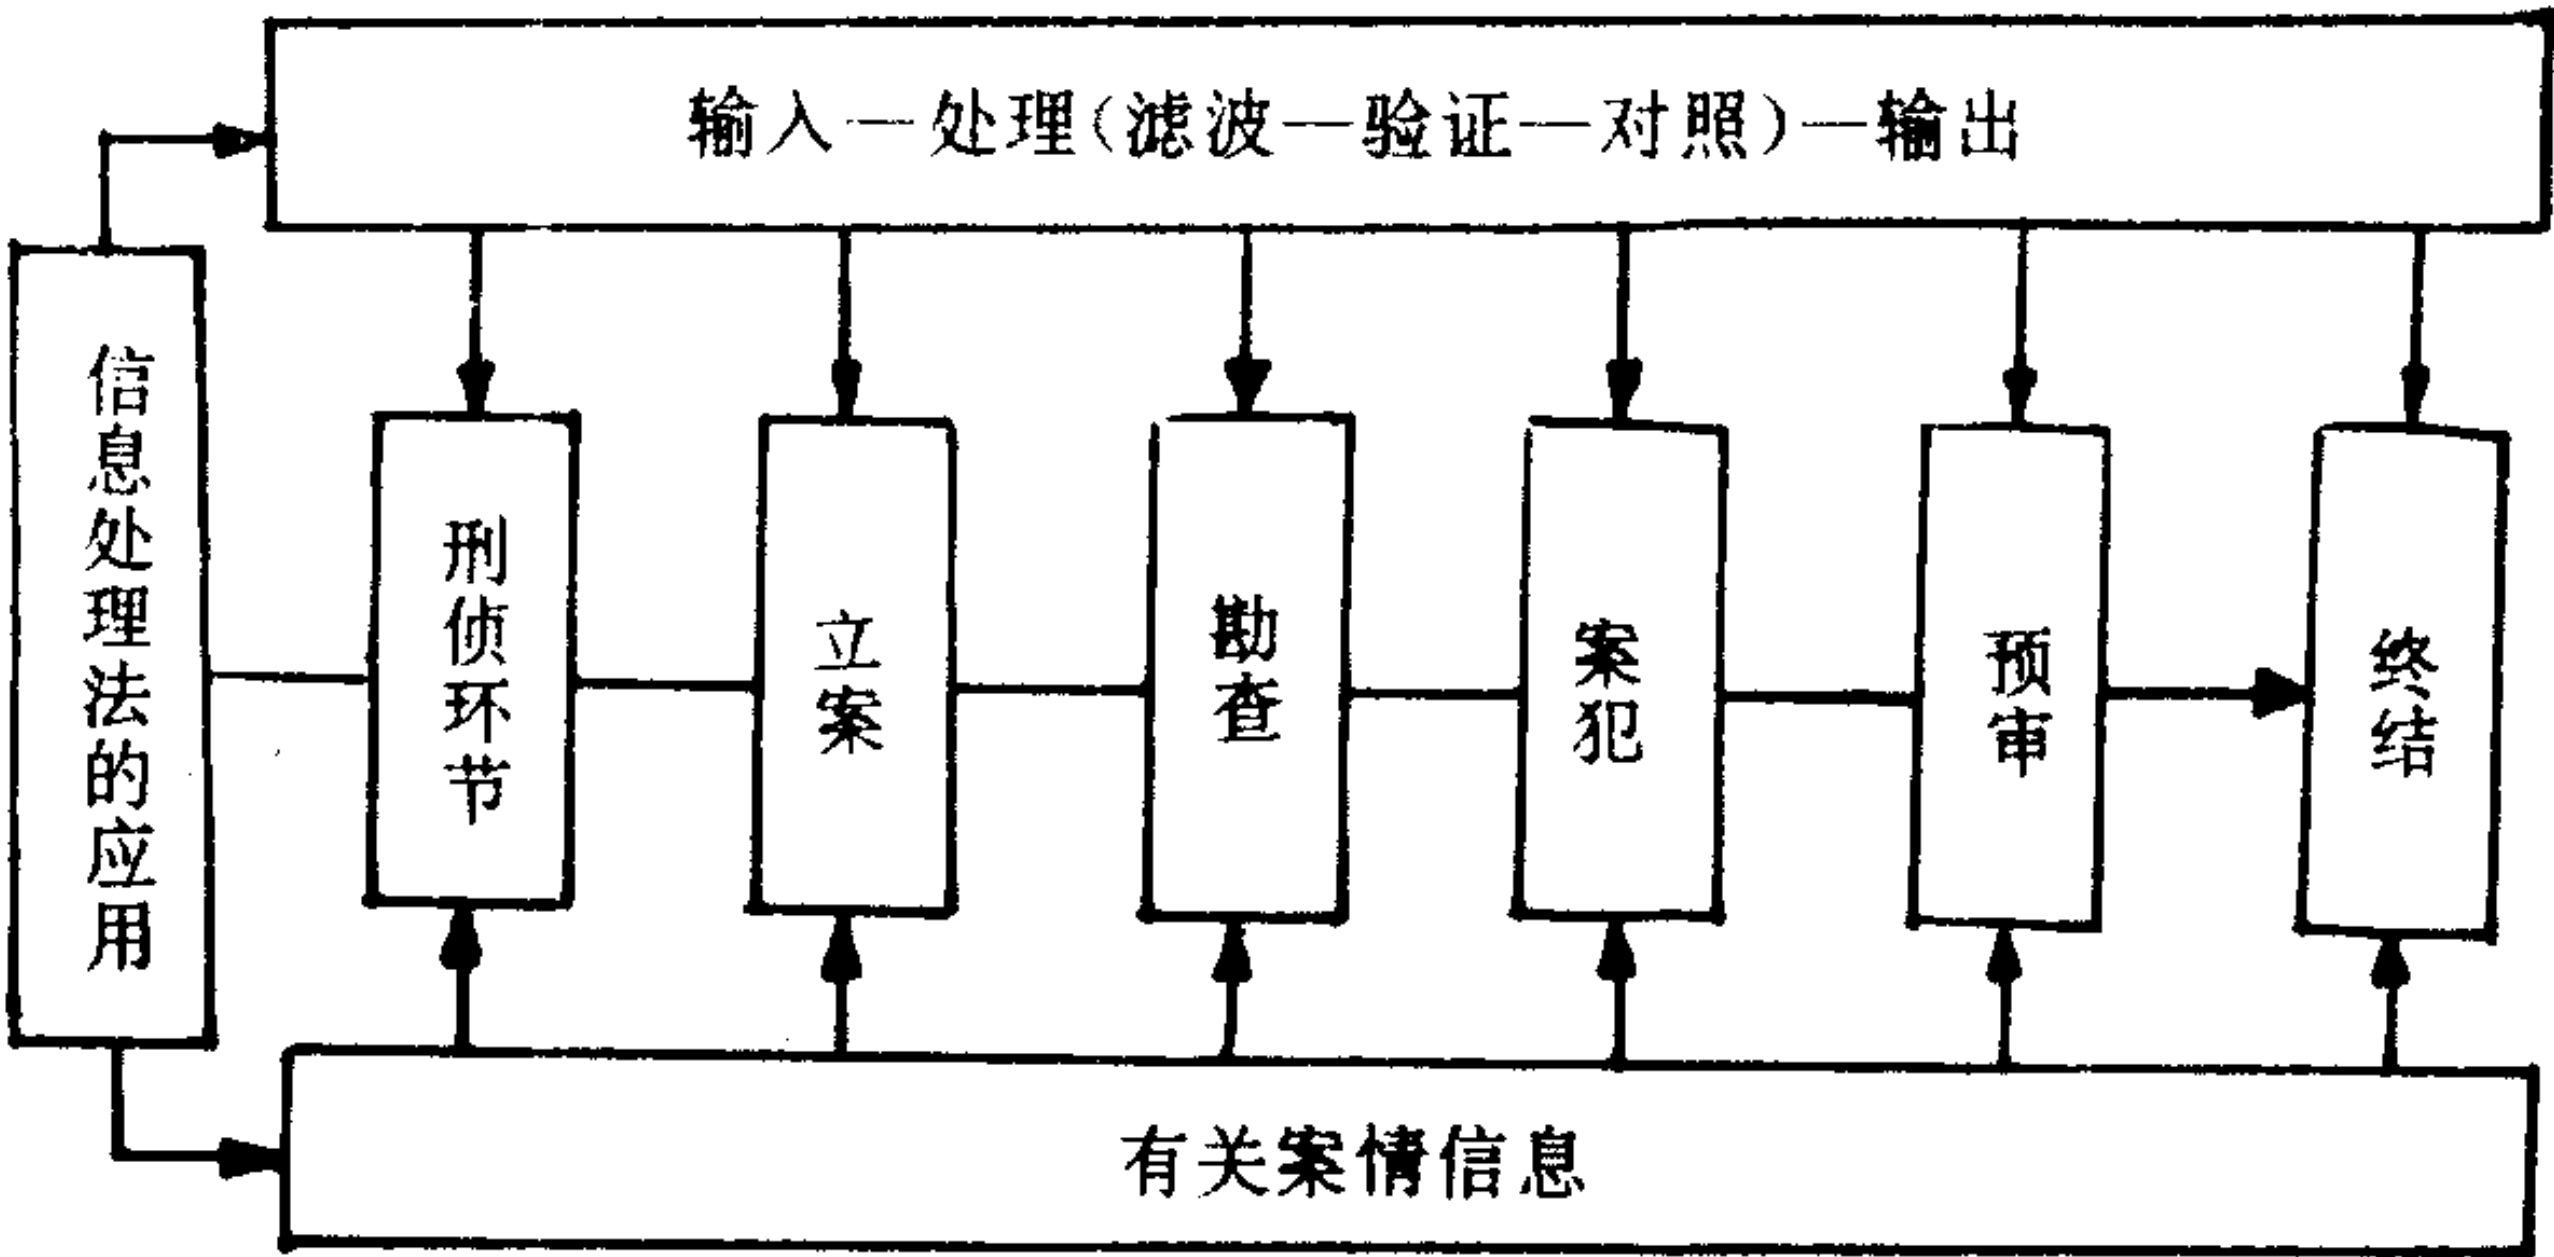 输入—处理(滤波—验证—对照)—输出
信息处理法的应用
刑侦环节
立案
勘查
案犯
预审
终结
有关案情信息